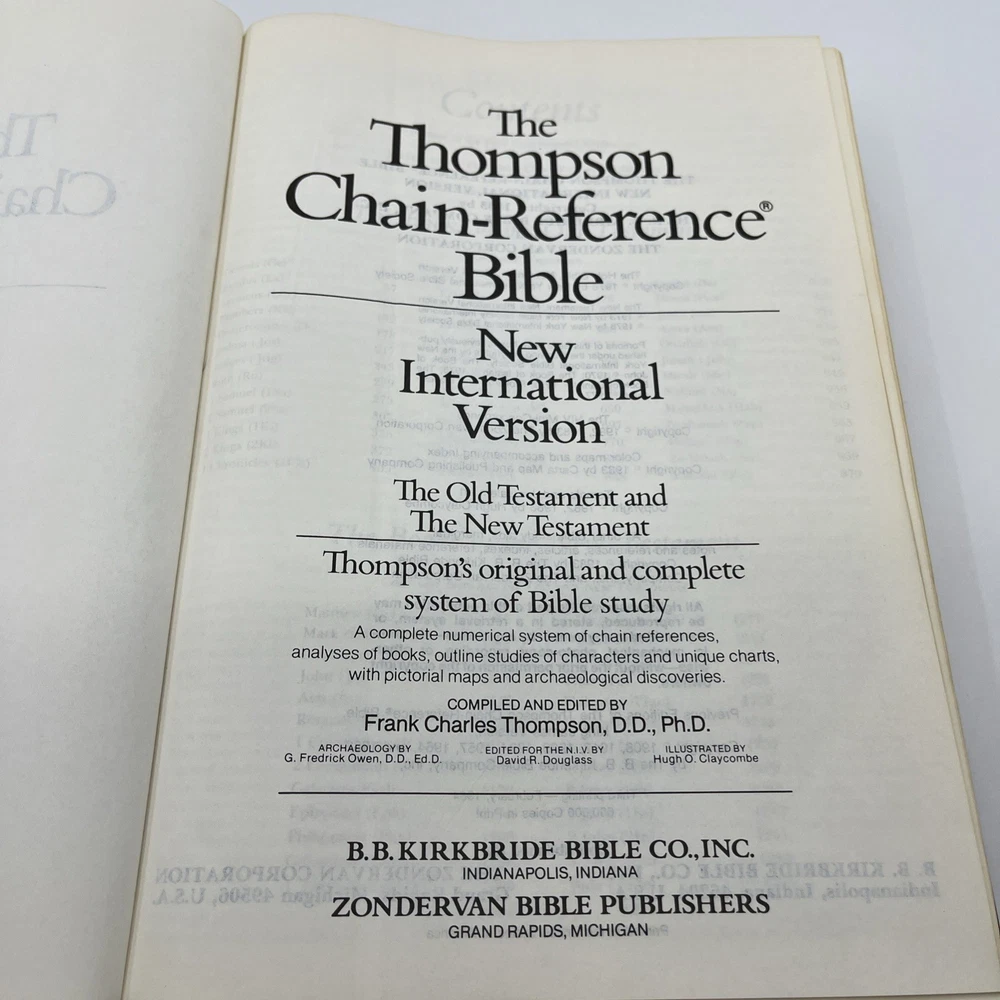 The
Thompson
Chain-Reference®
Bible
New
International
Version
The Old Testament and
The New Testament
Thompson's original and complete
system of Bible study
A complete numerical system of chain references,
analyses of books, outline studies of characters and unique charts,
with pictorial maps and archaeological discoveries.
COMPILED AND EDITED BY
Frank Charles Thompson, D.D., Ph.D.
ARCHAEOLOGY BY
G. Fredrick Owen, D.D., Ed.D.
EDITED FOR THE N.I.V. BY
David R. Douglass
ILLUSTRATED BY
Hugh O. Claycombe
B.B. KIRKBRIDE BIBLE CO., INC.
INDIANAPOLIS, INDIANA
ZONDERVAN BIBLE PUBLISHERS
GRAND RAPIDS, MICHIGAN